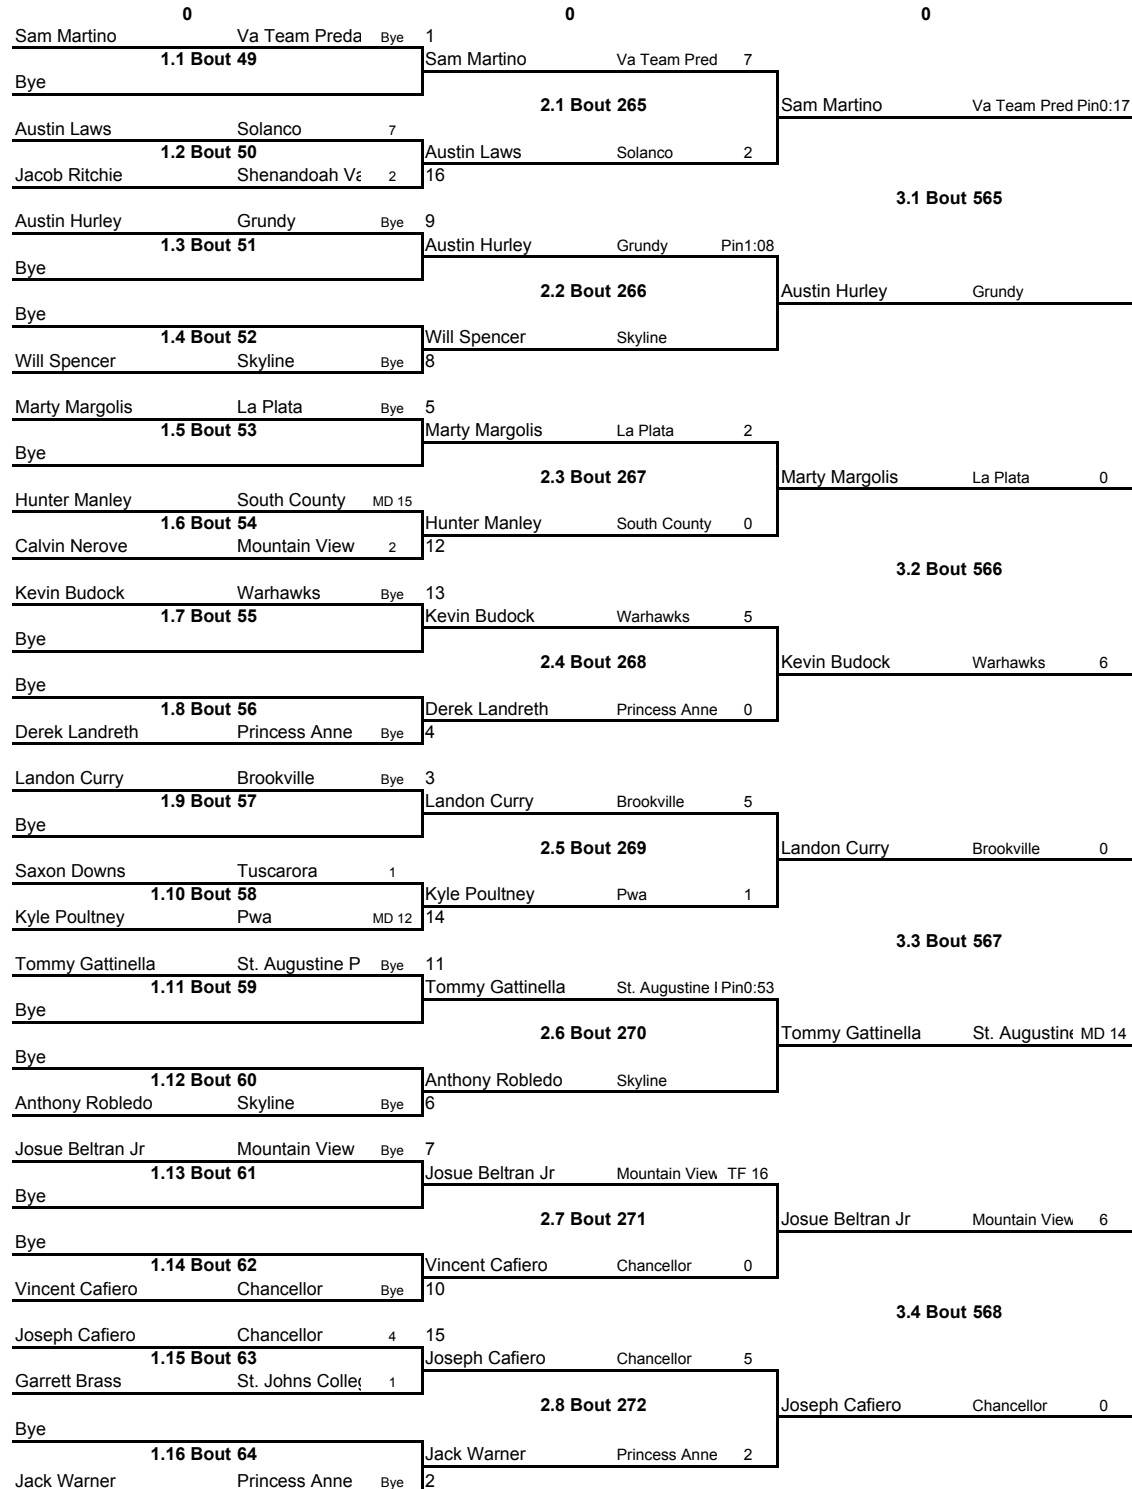 0 0 0
Sam Martino Va Team Preda Bye 1
1.1 Bout 49 Sam Martino Va Team Pred 7
Bye
2.1 Bout 265 Sam Martino Va Team Pred Pin0:17
Austin Laws Solanco 7
1.2 Bout 50 Austin Laws Solanco 2
Jacob Ritchie Shenandoah Va 2 16
3.1 Bout 565
Austin Hurley Grundy Bye 9
1.3 Bout 51 Austin Hurley Grundy Pin1:08
Bye
2.2 Bout 266 Austin Hurley Grundy
Bye
1.4 Bout 52 Will Spencer Skyline
Will Spencer Skyline Bye 8
Marty Margolis La Plata Bye 5
1.5 Bout 53 Marty Margolis La Plata 2
Bye
2.3 Bout 267 Marty Margolis La Plata 0
Hunter Manley South County MD 15
1.6 Bout 54 Hunter Manley South County 0
Calvin Nerove Mountain View 2 12
3.2 Bout 566
Kevin Budock Warhawks Bye 13
1.7 Bout 55 Kevin Budock Warhawks 5
Bye
2.4 Bout 268 Kevin Budock Warhawks 6
Bye
1.8 Bout 56 Derek Landreth Princess Anne 0
Derek Landreth Princess Anne Bye 4
Landon Curry Brookville Bye 3
1.9 Bout 57 Landon Curry Brookville 5
Bye
2.5 Bout 269 Landon Curry Brookville 0
Saxon Downs Tuscarora 1
1.10 Bout 58 Kyle Poultney Pwa 1
Kyle Poultney Pwa MD 12 14
3.3 Bout 567
Tommy Gattinella St. Augustine P Bye 11
1.11 Bout 59 Tommy Gattinella St. Augustine I Pin0:53
Bye
2.6 Bout 270 Tommy Gattinella St. Augustine MD 14
Bye
1.12 Bout 60 Anthony Robledo Skyline
Anthony Robledo Skyline Bye 6
Josue Beltran Jr Mountain View Bye 7
1.13 Bout 61 Josue Beltran Jr Mountain View TF 16
Bye
2.7 Bout 271 Josue Beltran Jr Mountain View 6
Bye
1.14 Bout 62 Vincent Cafiero Chancellor 0
Vincent Cafiero Chancellor Bye 10
3.4 Bout 568
Joseph Cafiero Chancellor 4 15
1.15 Bout 63 Joseph Cafiero Chancellor 5
Garrett Brass St. Johns Colleg 1
2.8 Bout 272 Joseph Cafiero Chancellor 0
Bye
1.16 Bout 64 Jack Warner Princess Anne 2
Jack Warner Princess Anne Bye 2